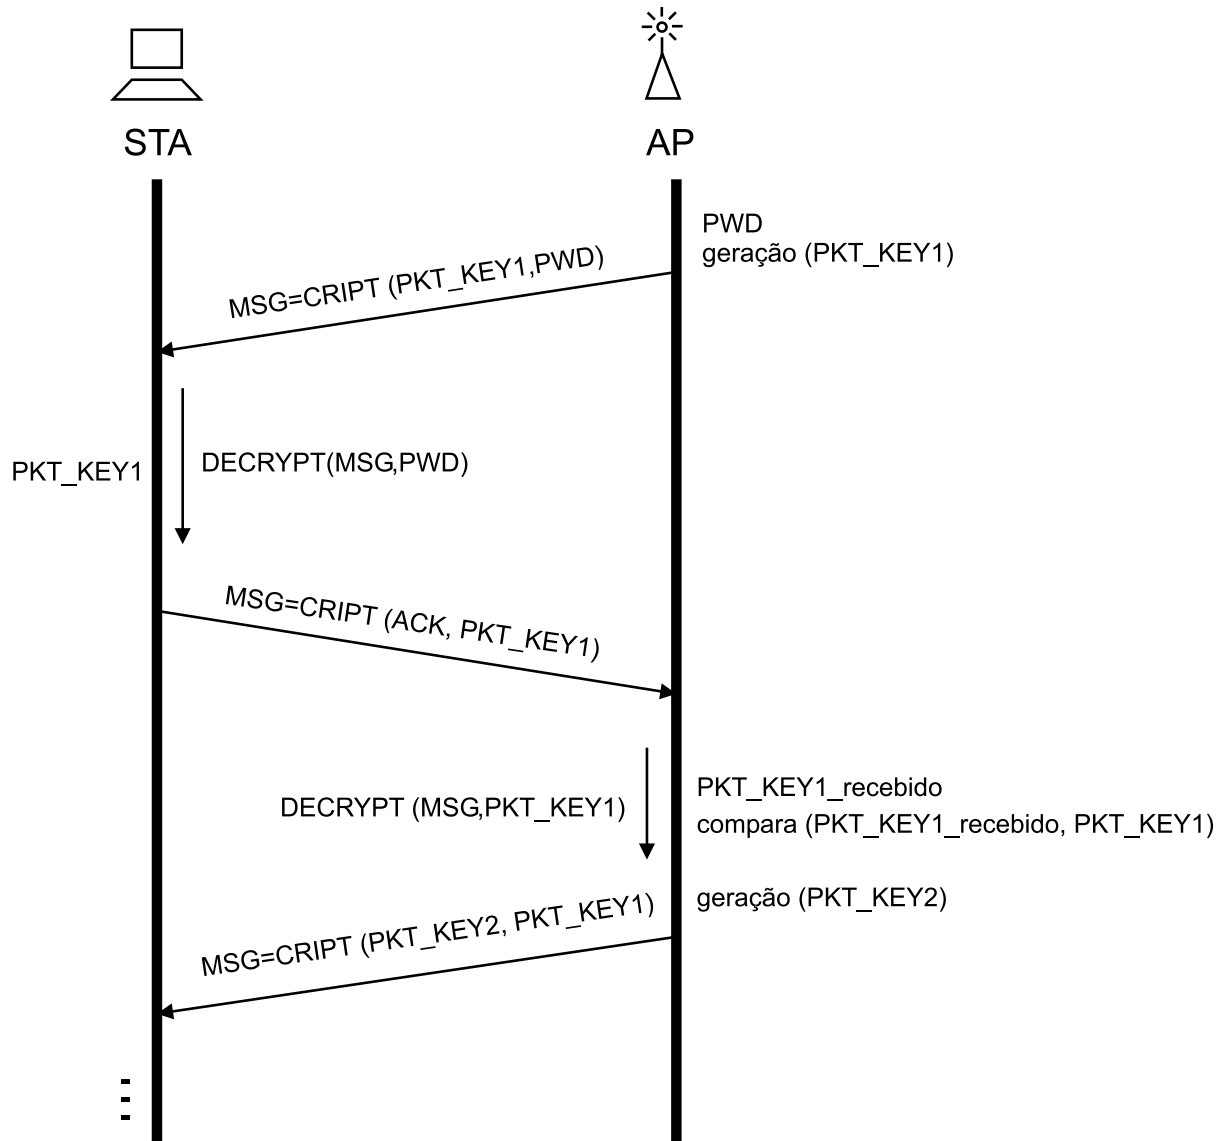 STA
AP
PWD
geração (PKT_KEY1)
MSG=CRIPT (PKT_KEY1,PWD)
PKT_KEY1
DECRYPT(MSG,PWD)
MSG=CRIPT (ACK, PKT_KEY1)
DECRYPT (MSG,PKT_KEY1)
PKT_KEY1_recebido
compara (PKT_KEY1_recebido, PKT_KEY1)
geração (PKT_KEY2)
MSG=CRIPT (PKT_KEY2, PKT_KEY1)